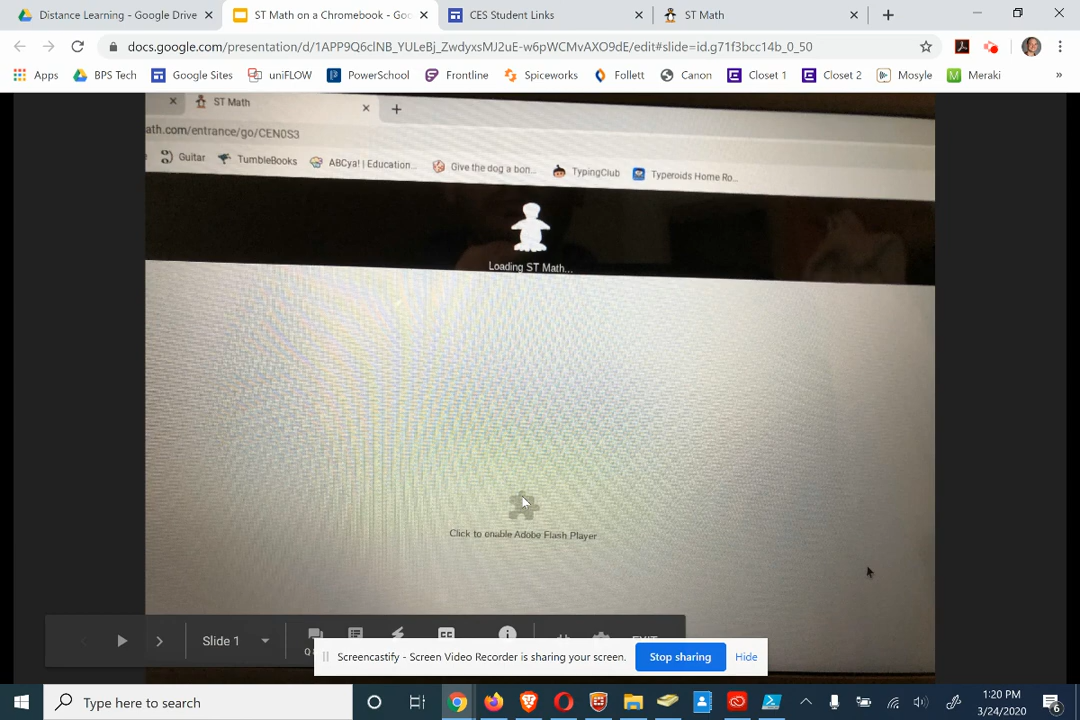 Distance Learning - Google Drive
ST Math on a Chromebook - Goo
CES Student Links
ST Math
docs.google.com/presentation/d/1APP9Q6clNB_YULeBj_ZwdyxsMJ2uE-w6pWCMvAXO9dE/edit#slide=id.g71f3bcc14b_0_50
Apps
BPS Tech
Google Sites
uniFLOW
PowerSchool
Frontline
Spiceworks
Follett
Canon
Closet 1
Closet 2
Mosyle
Meraki
»
ST Math
ath.com/entrance/go/CEN0S3
Guitar
TumbleBooks
ABCya! | Education...
Give the dog a bon...
TypingClub
Typeroids Home Ro...
Loading ST Math...
Click to enable Adobe Flash Player
Slide 1
Screencastify - Screen Video Recorder is sharing your screen.
Stop sharing
Hide
Type here to search
1:20 PM
3/24/2020
6